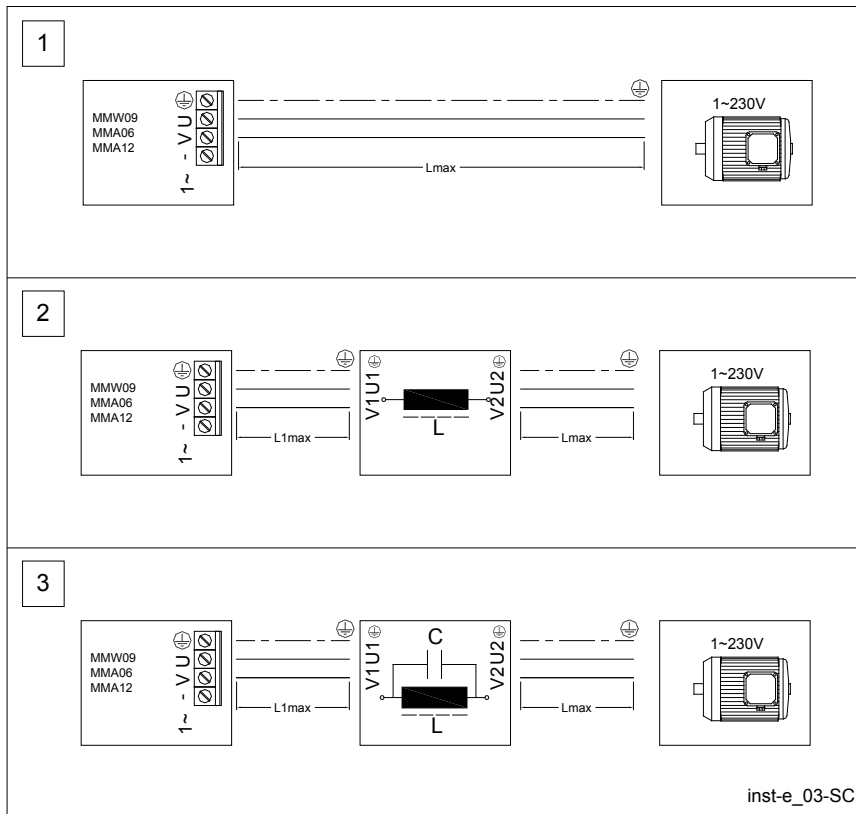 1
MMW09
MMA06
MMA12
1~ - V U
Lmax
1~230V
2
MMW09
MMA06
MMA12
1~ - V U
L1max
V1U1
L
V2U2
Lmax
1~230V
3
MMW09
MMA06
MMA12
1~ - V U
L1max
V1U1
C
L
V2U2
Lmax
1~230V
inst-e_03-SC